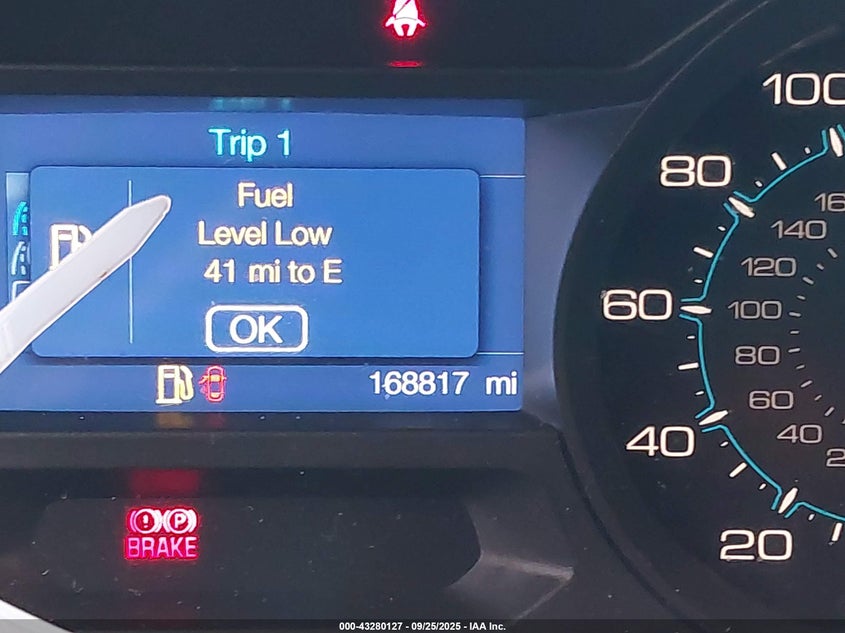 Trip 1
Fuel
Level Low
41 mi to E
OK
168817 mi
P
BRAKE
100
80
60
40
20
140
120
100
80
60
40
000-43280127 - 09/25/2025 - IAA Inc.